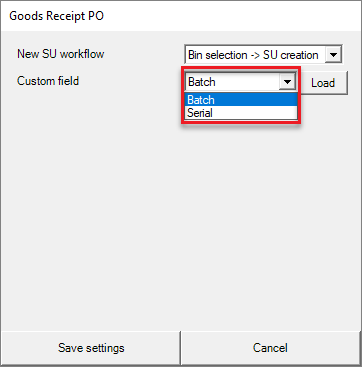 Goods Receipt PO
New SU workflow Bin selection -> SU creation
Custom field Batch Load
Batch
Serial
Save settings Cancel